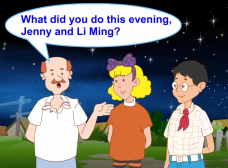 What did you do this evening,
Jenny and Li Ming?